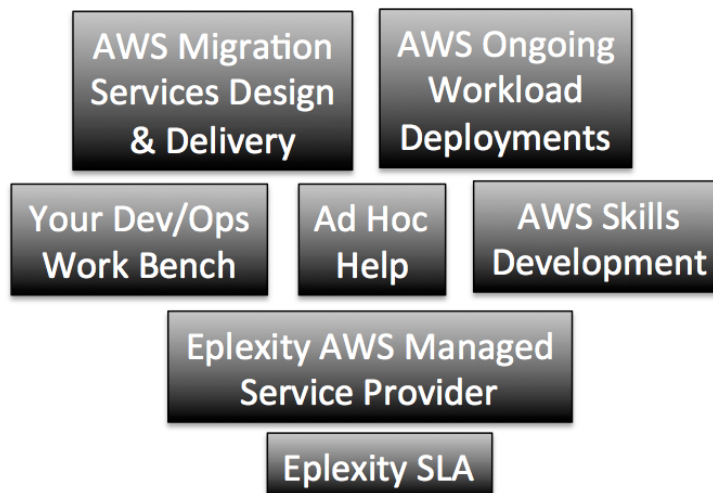 AWS Migration
Services Design
& Delivery
AWS Ongoing
Workload
Deployments
Your Dev/Ops
Work Bench
Ad Hoc
Help
AWS Skills
Development
Eplexity AWS Managed
Service Provider
Eplexity SLA